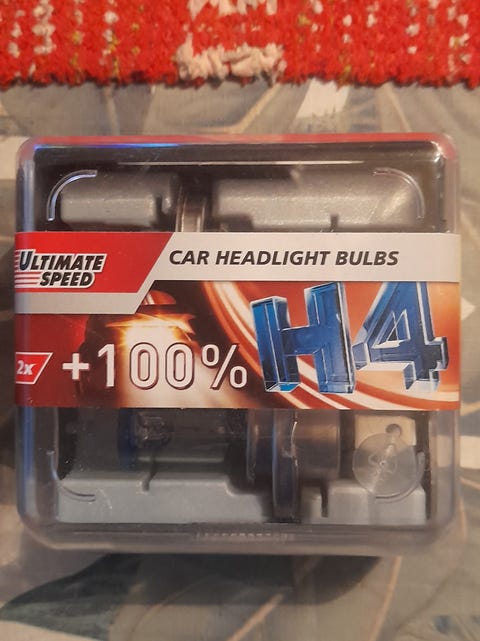 ULTIMATE
SPEED
CAR HEADLIGHT BULBS
2x
+100%
H4